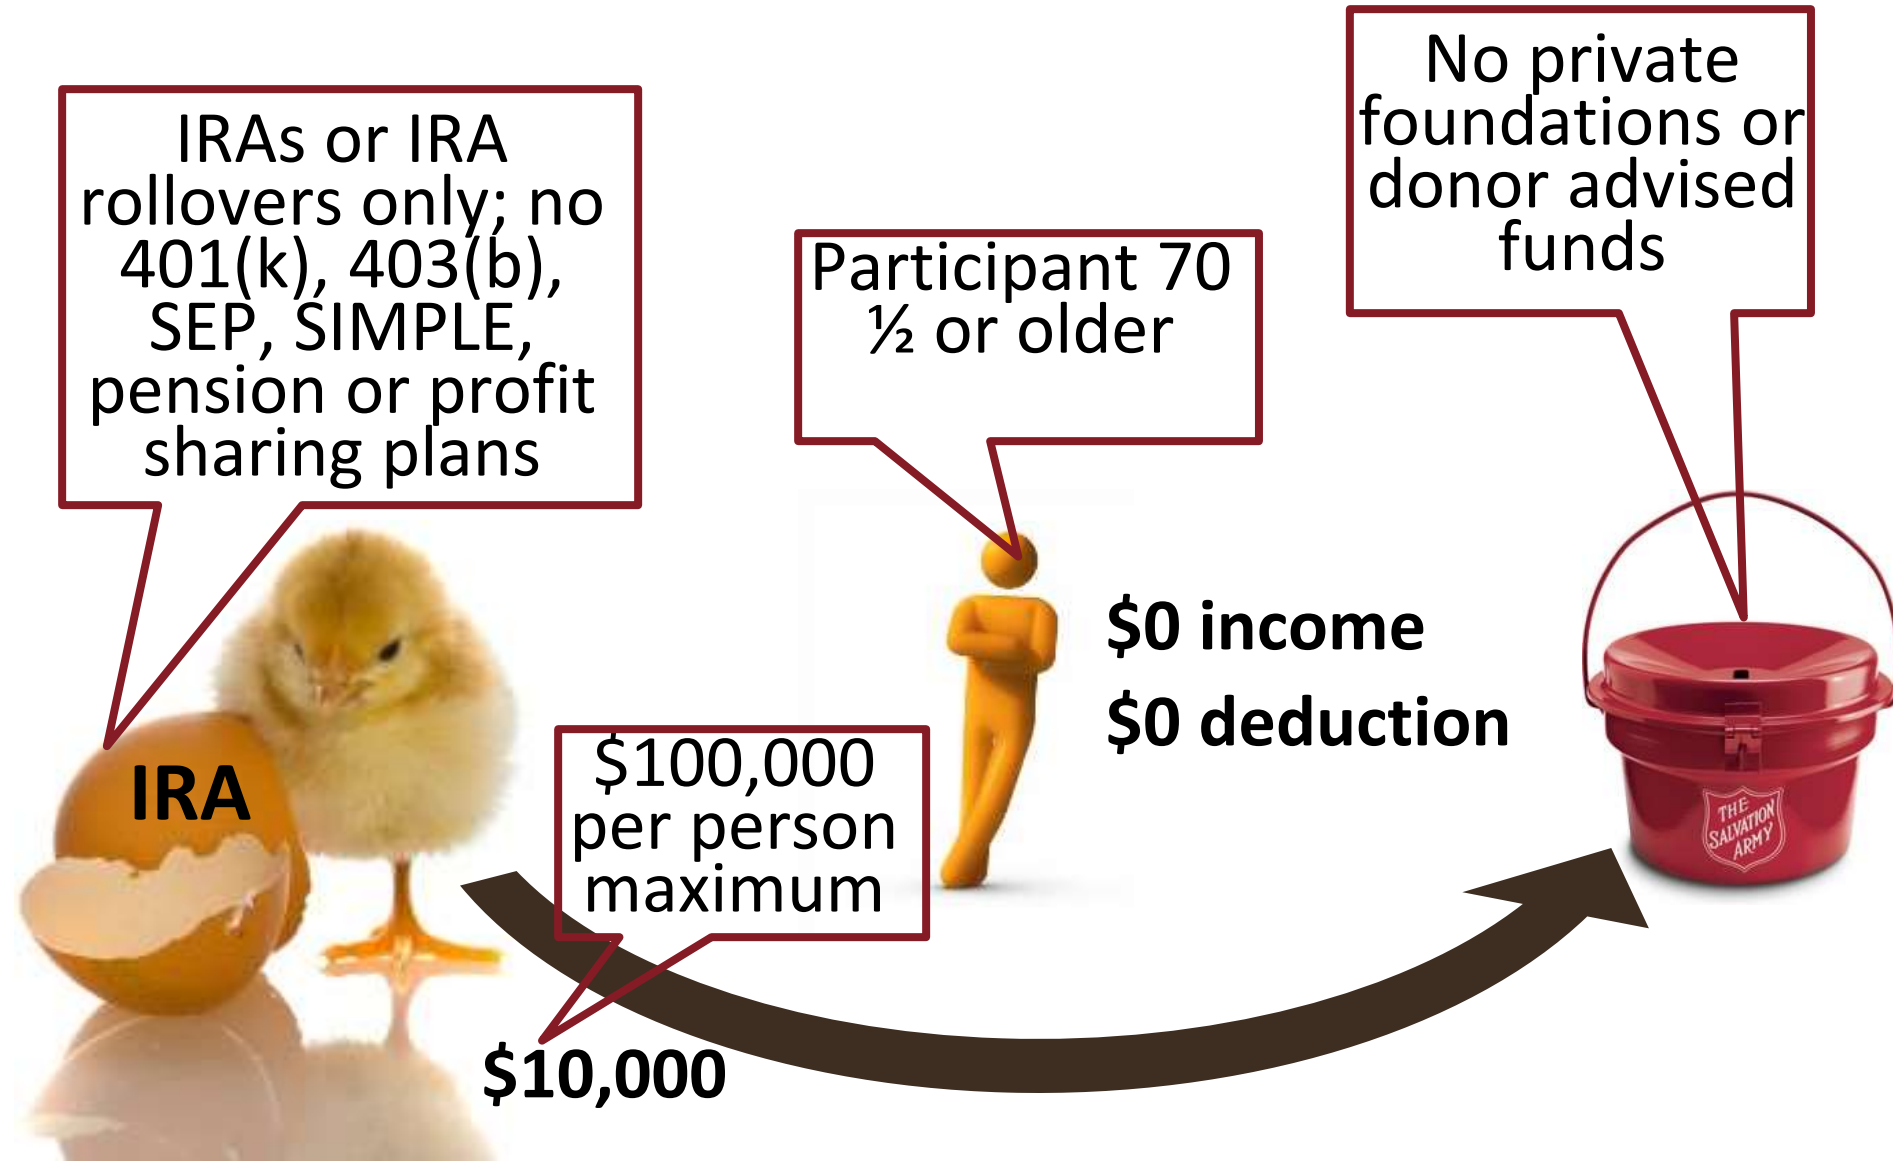 IRAs or IRA
rollovers only; no
401(k), 403(b),
SEP, SIMPLE,
pension or profit
sharing plans
Participant 70
½ or older
No private
foundations or
donor advised
funds
$0 income
$0 deduction
IRA
$100,000
per person
maximum
$10,000
THE
SALVATION
ARMY